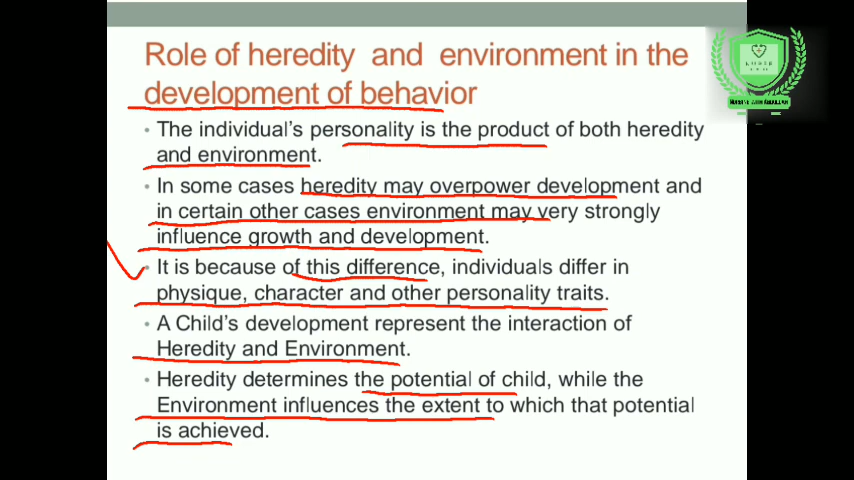 Role of heredity and environment in the
development of behavior
• The individual's personality is the product of both heredity
and environment.
• In some cases heredity may overpower development and
in certain other cases environment may very strongly
influence growth and development.
• It is because of this difference, individuals differ in
physique, character and other personality traits.
• A Child's development represent the interaction of
Heredity and Environment.
• Heredity determines the potential of child, while the
Environment influences the extent to which that potential
is achieved.